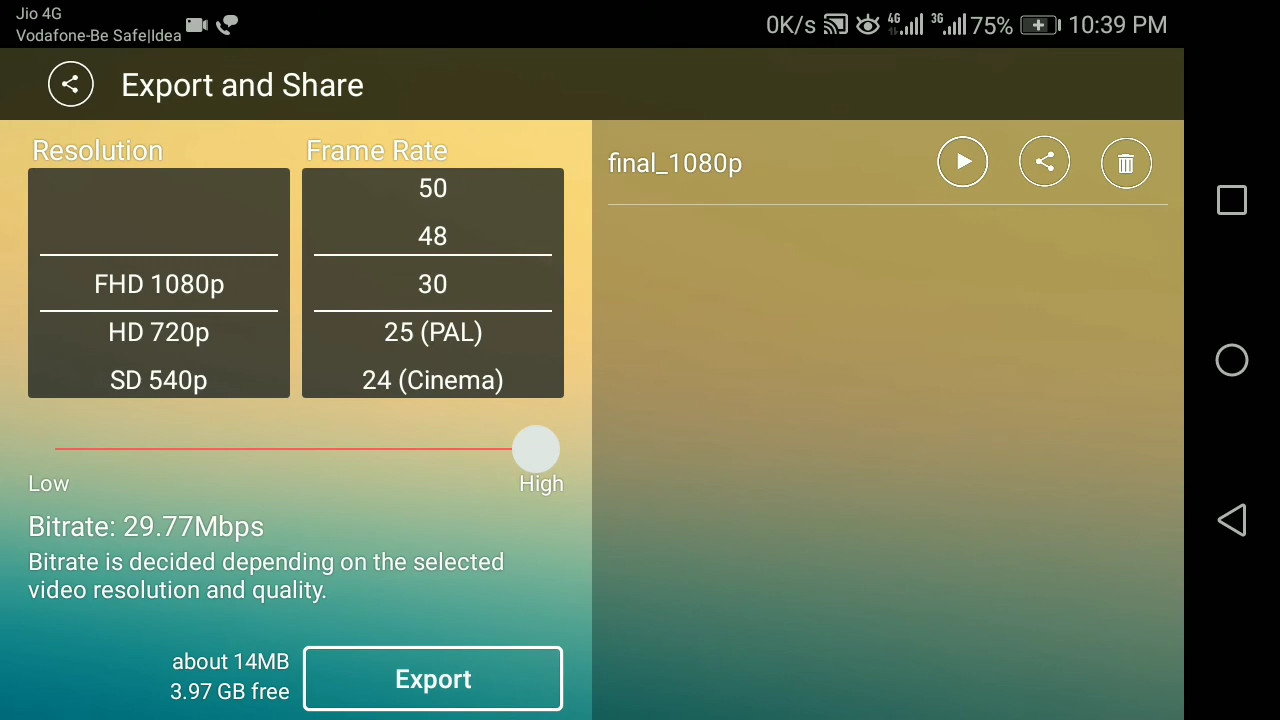 Jio 4G
Vodafone-Be Safe|Idea
0K/s 4G 3G 75% 10:39 PM
Export and Share
Resolution
FHD 1080p
HD 720p
SD 540p
Frame Rate
50
48
30
25 (PAL)
24 (Cinema)
Low High
Bitrate: 29.77Mbps
Bitrate is decided depending on the selected
video resolution and quality.
about 14MB
3.97 GB free
Export
final_1080p